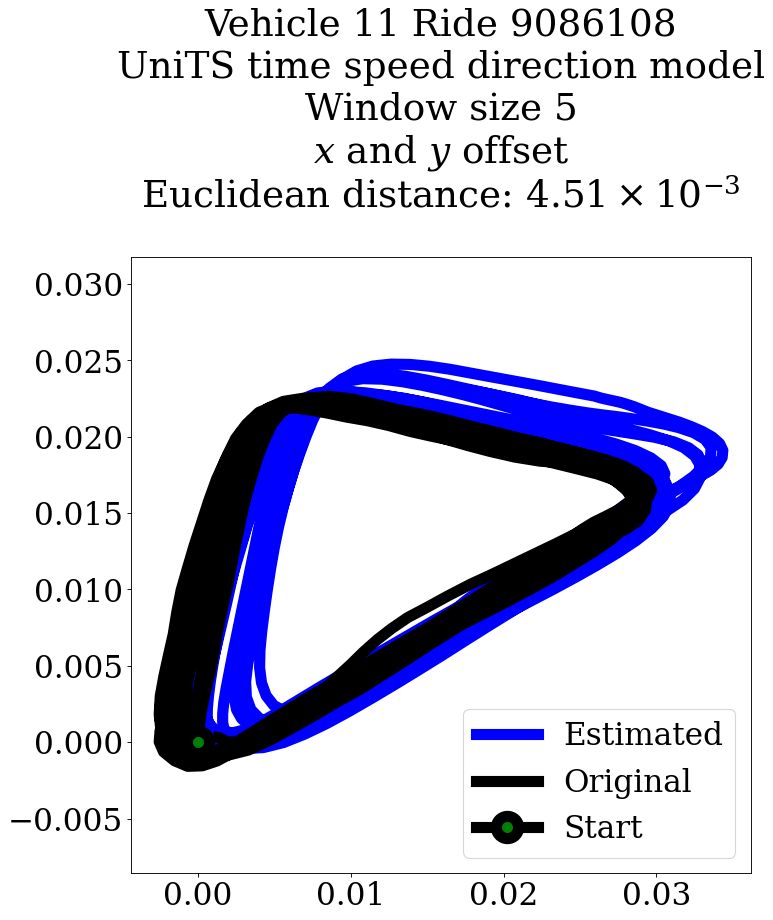 Vehicle 11 Ride 9086108
UniTS time speed direction model
Window size 5
x and y offset
Euclidean distance: 4.51 × 10⁻³
0.030
0.025
0.020
0.015
0.010
0.005
0.000
−0.005
Estimated
Original
Start
0.00 0.01 0.02 0.03